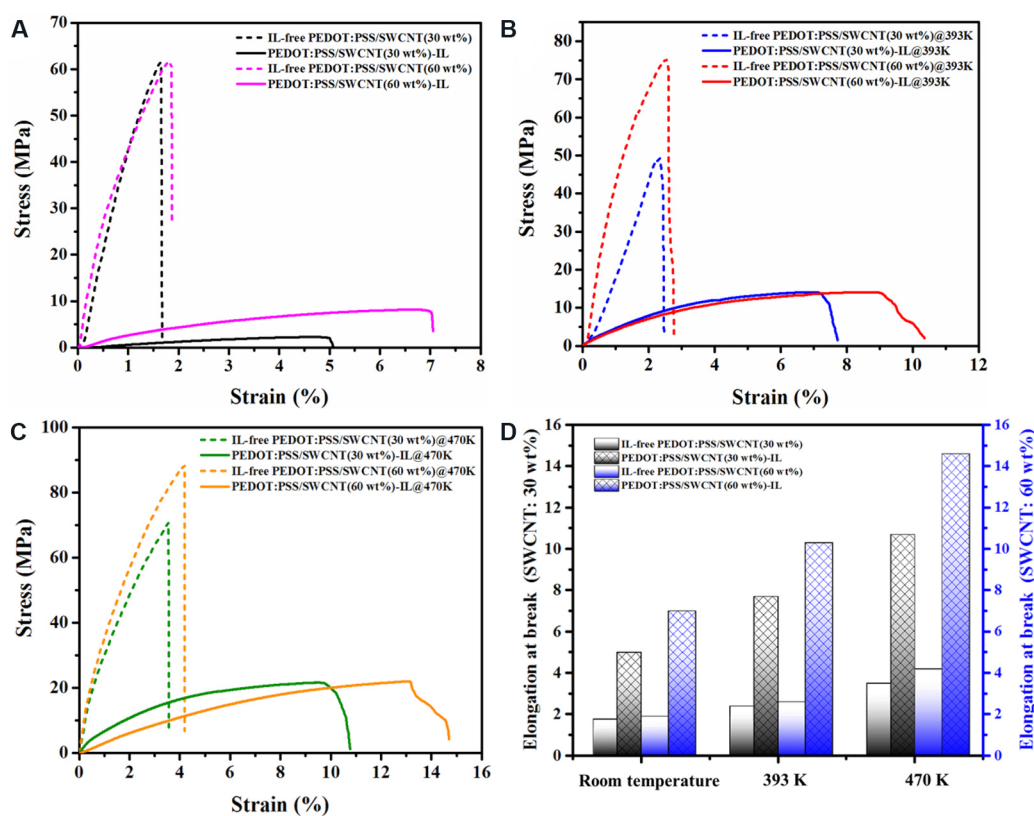 A
70
60
50
40
30
20
10
0
Stress (MPa)
0 1 2 3 4 5 6 7 8
Strain (%)
IL-free PEDOT:PSS/SWCNT(30 wt%)
PEDOT:PSS/SWCNT(30 wt%)-IL
IL-free PEDOT:PSS/SWCNT(60 wt%)
PEDOT:PSS/SWCNT(60 wt%)-IL
B
80
70
60
50
40
30
20
10
0
Stress (MPa)
0 2 4 6 8 10 12
Strain (%)
IL-free PEDOT:PSS/SWCNT(30 wt%)@393K
PEDOT:PSS/SWCNT(30 wt%)-IL@393K
IL-free PEDOT:PSS/SWCNT(60 wt%)@393K
PEDOT:PSS/SWCNT(60 wt%)-IL@393K
C
100
80
60
40
20
0
Stress (MPa)
0 2 4 6 8 10 12 14 16
Strain (%)
IL-free PEDOT:PSS/SWCNT(30 wt%)@470K
PEDOT:PSS/SWCNT(30 wt%)-IL@470K
IL-free PEDOT:PSS/SWCNT(60 wt%)@470K
PEDOT:PSS/SWCNT(60 wt%)-IL@470K
D
16
14
12
10
8
6
4
2
0
Elongation at break (SWCNT: 30 wt%)
IL-free PEDOT:PSS/SWCNT(30 wt%)
PEDOT:PSS/SWCNT(30 wt%)-IL
IL-free PEDOT:PSS/SWCNT(60 wt%)
PEDOT:PSS/SWCNT(60 wt%)-IL
Room temperature 393 K 470 K
16
14
12
10
8
6
4
2
0
Elongation at break (SWCNT: 60 wt%)